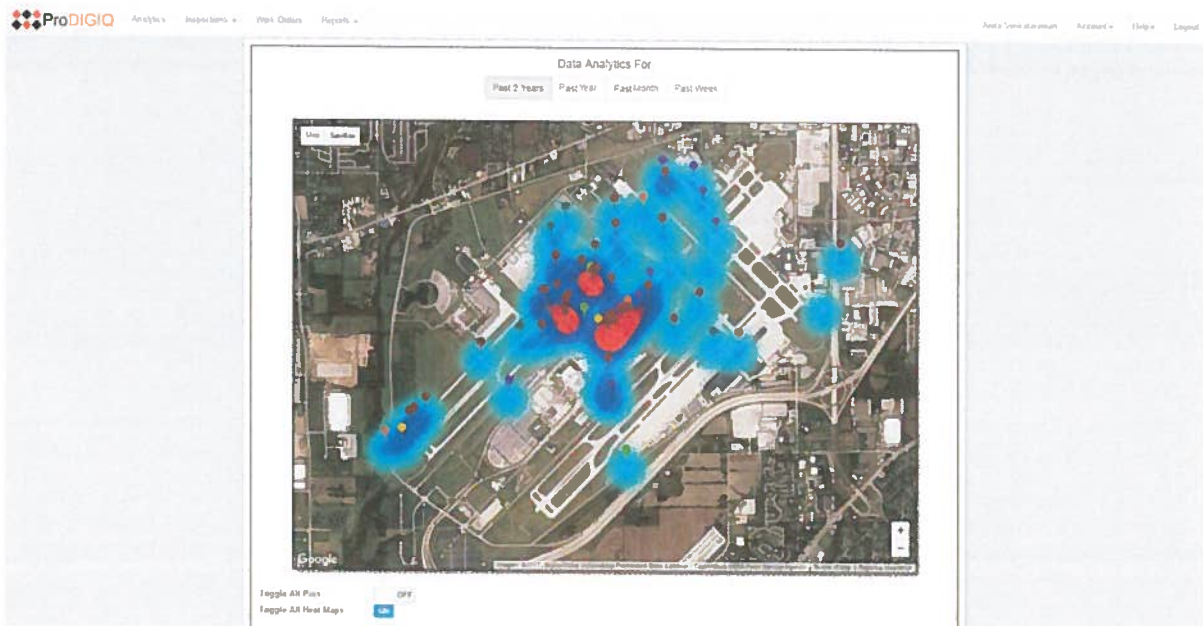 ProDIGIQ Analytics Inspections Work Orders Reports
Account Help Logout
Data Analytics For
Past 2 Years Past Year Past Month Past Week
Map Satellite
+
−
Google
Toggle All Pins OFF
Toggle All Heat Maps ON